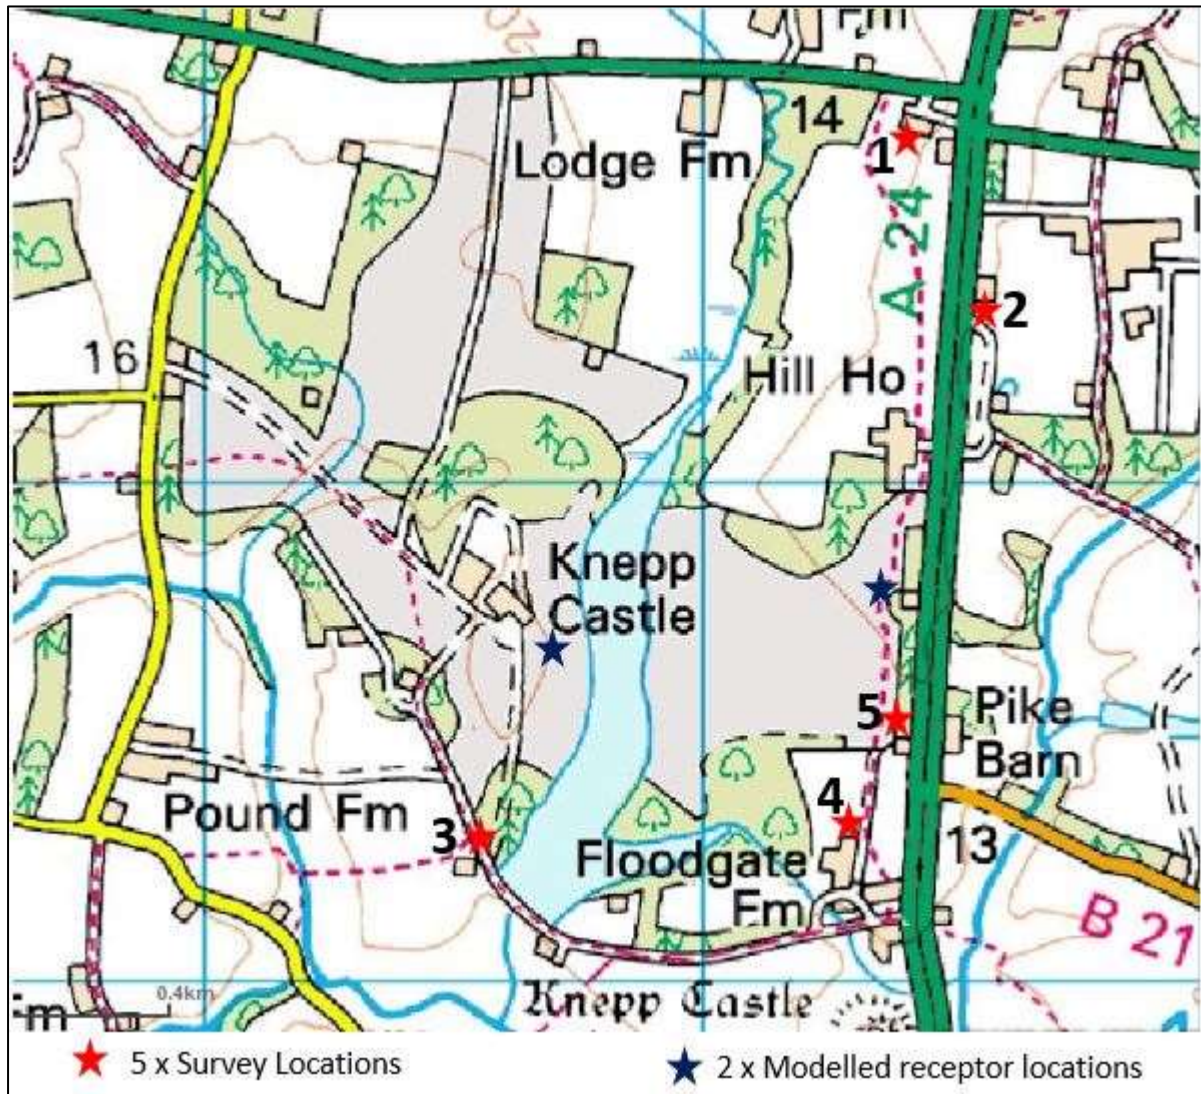 20
Fm
14
Lodge Fm
1
A 24
2
16
Hill Ho
Knepp
Castle
5
Pike
Barn
Pound Fm
3
4
Floodgate
Fm
13
B 21
0.4km
Knepp Castle
5 x Survey Locations
2 x Modelled receptor locations